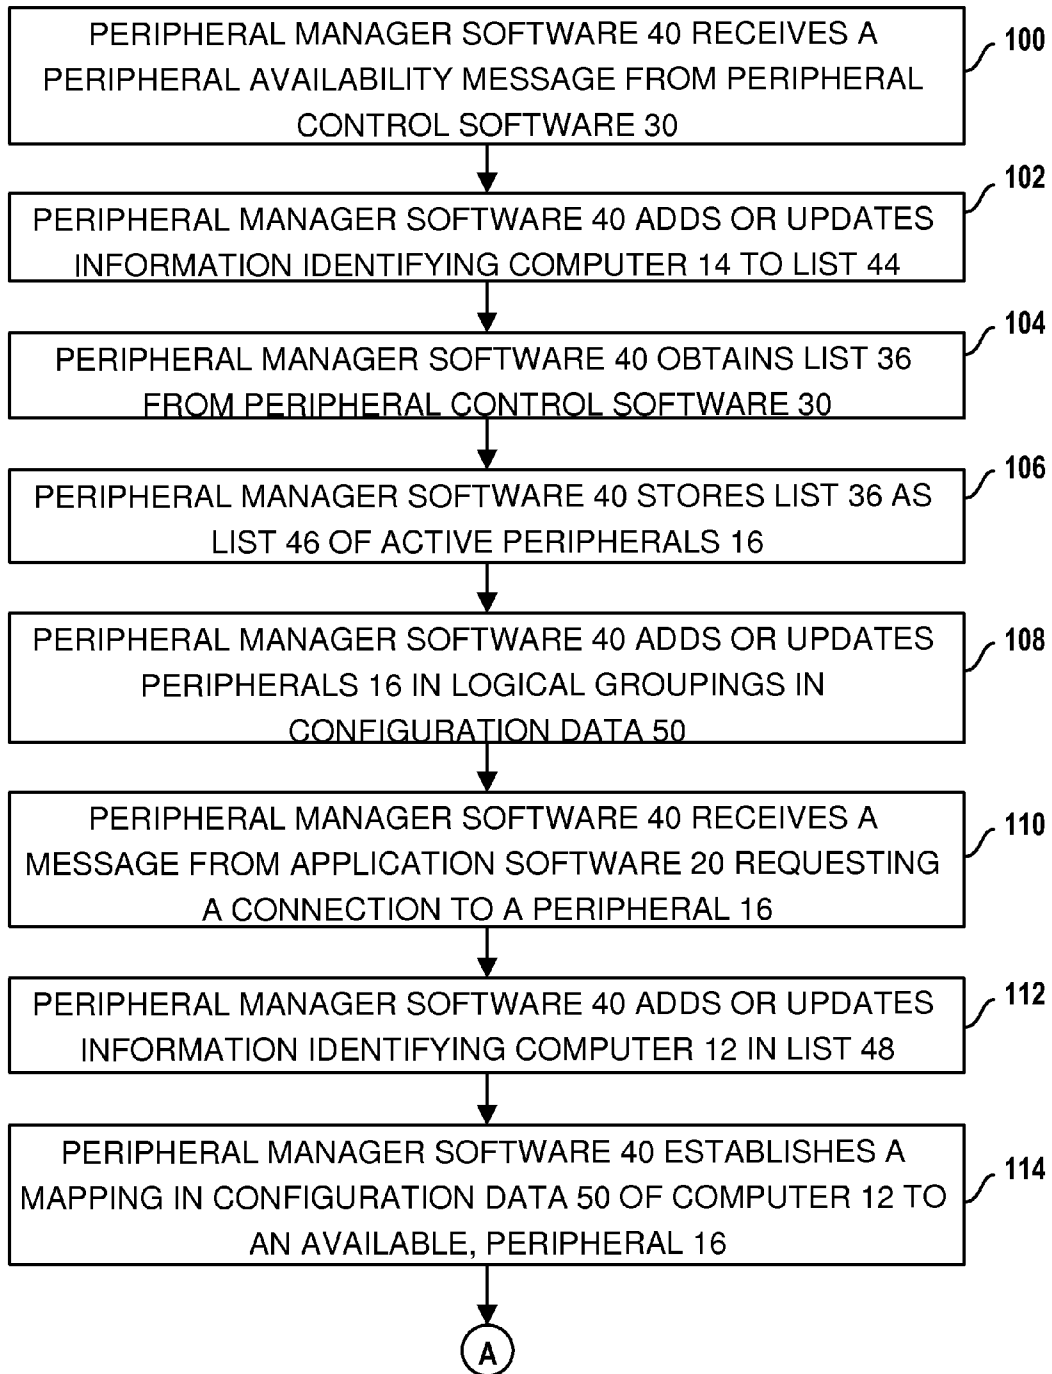 PERIPHERAL MANAGER SOFTWARE 40 RECEIVES A
PERIPHERAL AVAILABILITY MESSAGE FROM PERIPHERAL
CONTROL SOFTWARE 30
100
PERIPHERAL MANAGER SOFTWARE 40 ADDS OR UPDATES
INFORMATION IDENTIFYING COMPUTER 14 TO LIST 44
102
PERIPHERAL MANAGER SOFTWARE 40 OBTAINS LIST 36
FROM PERIPHERAL CONTROL SOFTWARE 30
104
PERIPHERAL MANAGER SOFTWARE 40 STORES LIST 36 AS
LIST 46 OF ACTIVE PERIPHERALS 16
106
PERIPHERAL MANAGER SOFTWARE 40 ADDS OR UPDATES
PERIPHERALS 16 IN LOGICAL GROUPINGS IN
CONFIGURATION DATA 50
108
PERIPHERAL MANAGER SOFTWARE 40 RECEIVES A
MESSAGE FROM APPLICATION SOFTWARE 20 REQUESTING
A CONNECTION TO A PERIPHERAL 16
110
PERIPHERAL MANAGER SOFTWARE 40 ADDS OR UPDATES
INFORMATION IDENTIFYING COMPUTER 12 IN LIST 48
112
PERIPHERAL MANAGER SOFTWARE 40 ESTABLISHES A
MAPPING IN CONFIGURATION DATA 50 OF COMPUTER 12 TO
AN AVAILABLE, PERIPHERAL 16
114
A